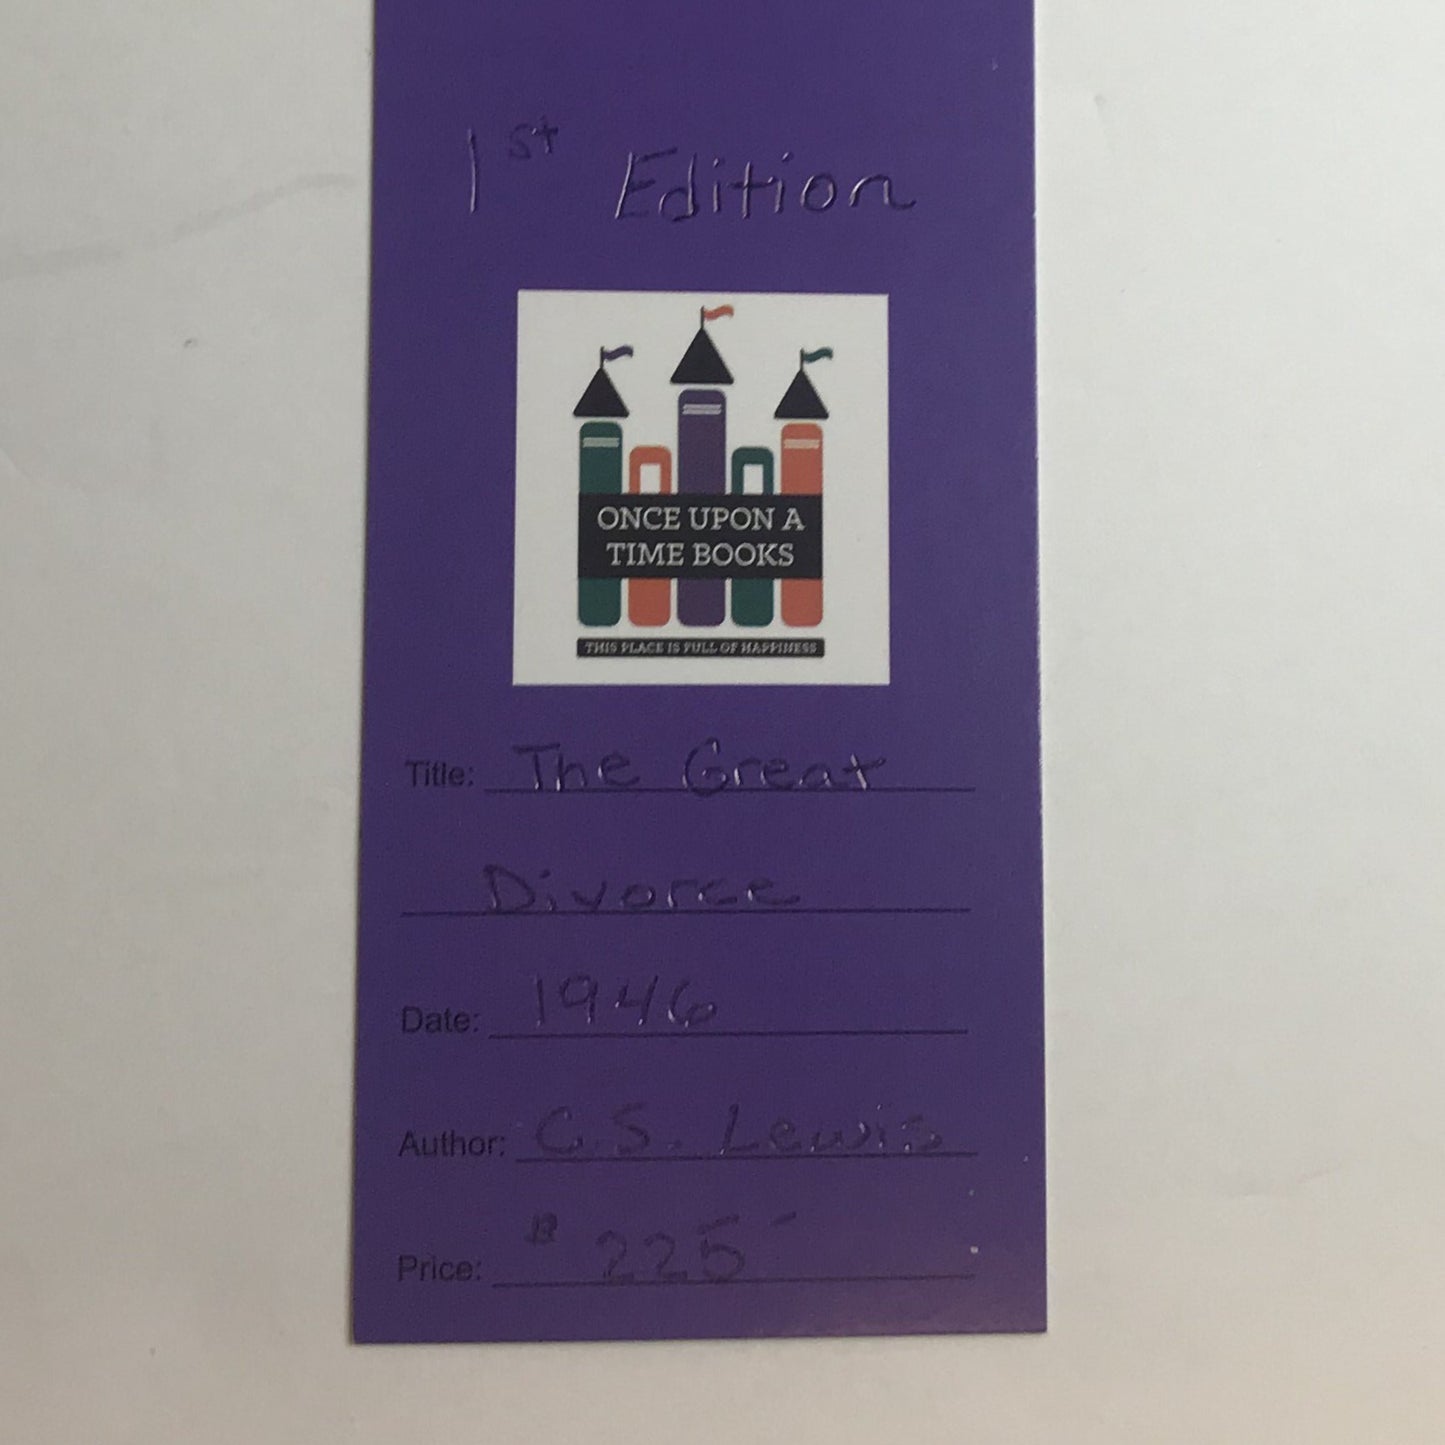 1st Edition
ONCE UPON A
TIME BOOKS
THIS PLACE IS FULL OF HAPPINESS
Title: The Great
Divorce
Date: 1946
Author: C.S. Lewis
Price: $225-